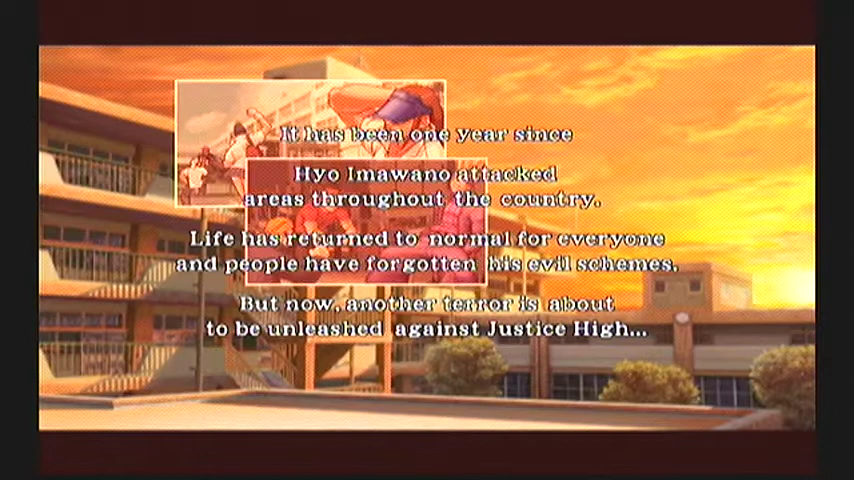 It has been one year since
Hyo Imawano attacked
areas throughout the country.
Life has returned to normal for everyone
and people have forgotten his evil schemes.
But now, another terror is about
to be unleashed against Justice High...